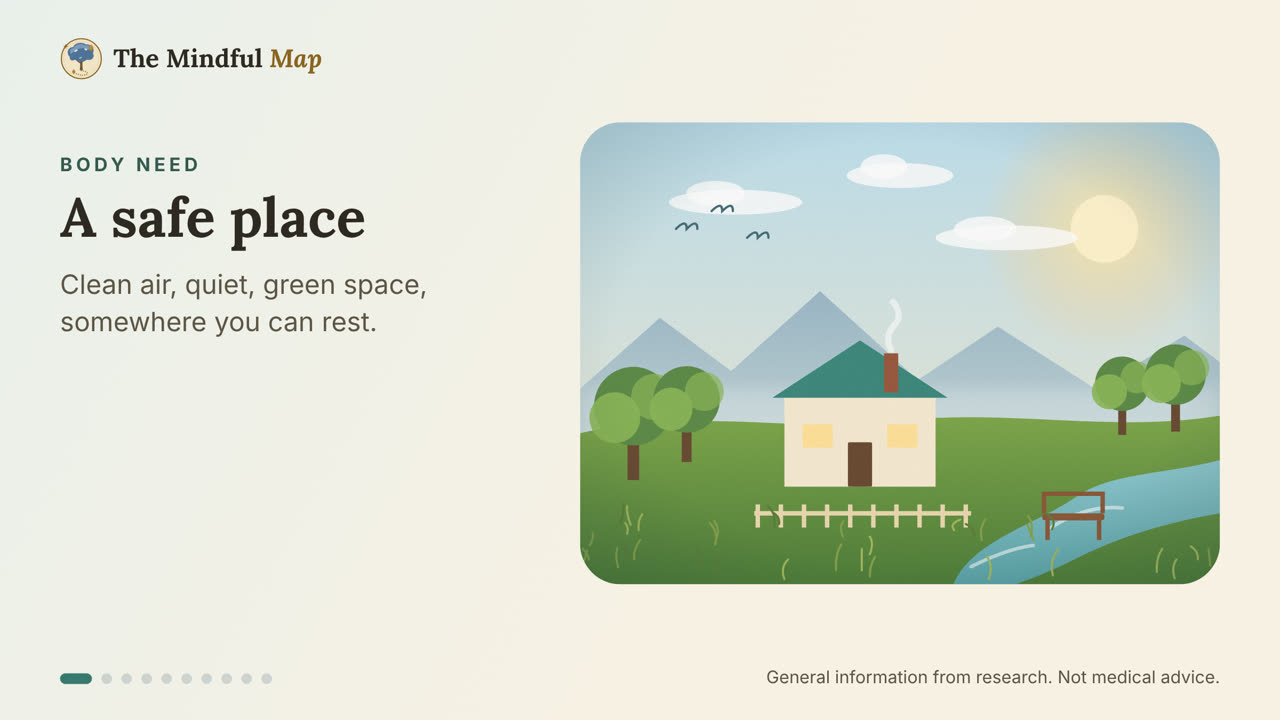 The Mindful Map
BODY NEED
A safe place
Clean air, quiet, green space,
somewhere you can rest.
General information from research. Not medical advice.